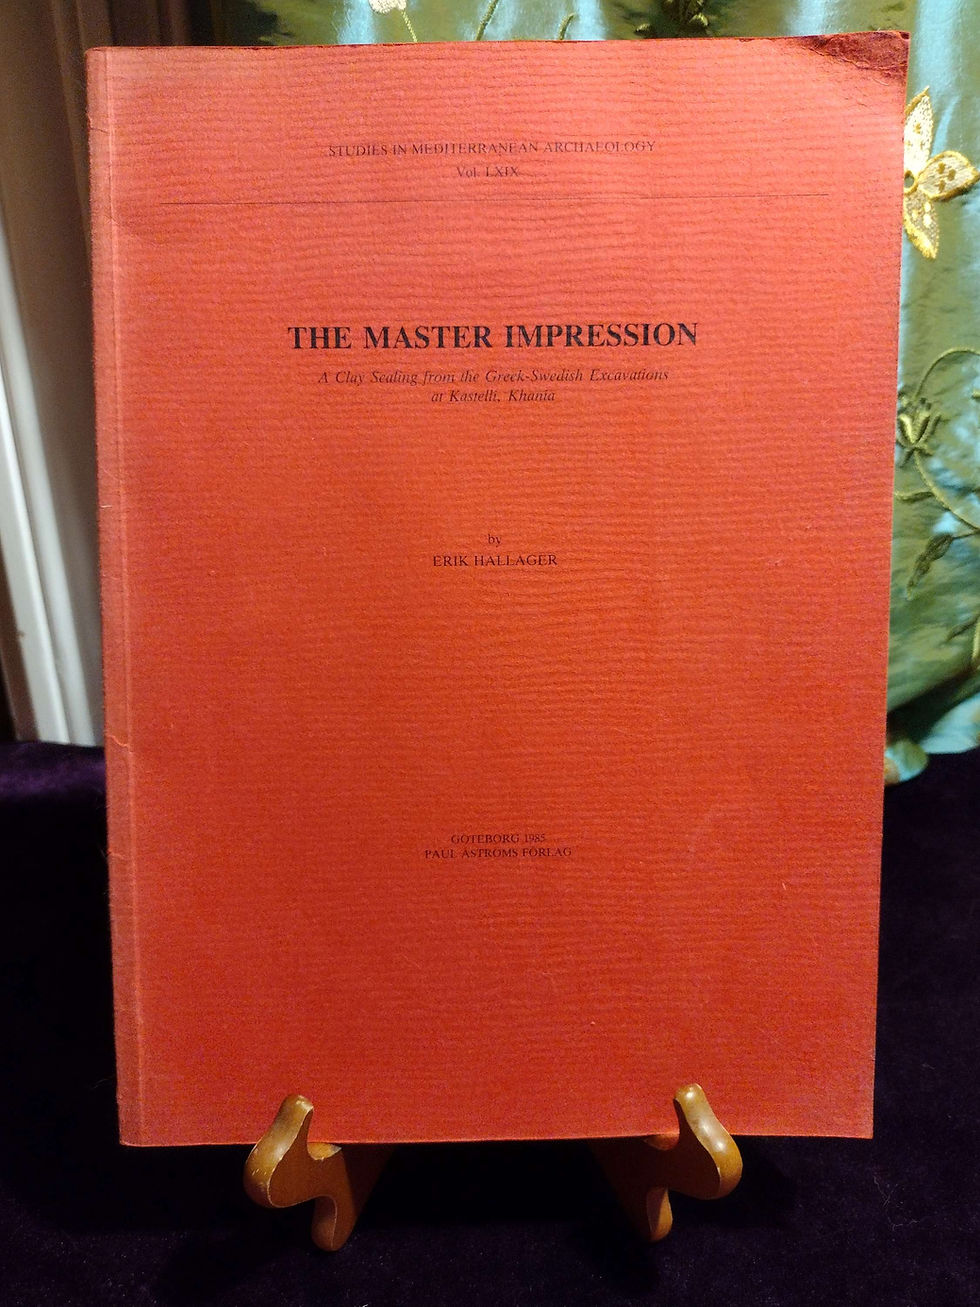 STUDIES IN MEDITERRANEAN ARCHAEOLOGY
Vol. LXIX
THE MASTER IMPRESSION
A Clay Sealing from the Greek-Swedish Excavations
at Kastelli, Khania
by
ERIK HALLAGER
GÖTEBORG 1985
PAUL ÅSTRÖMS FÖRLAG